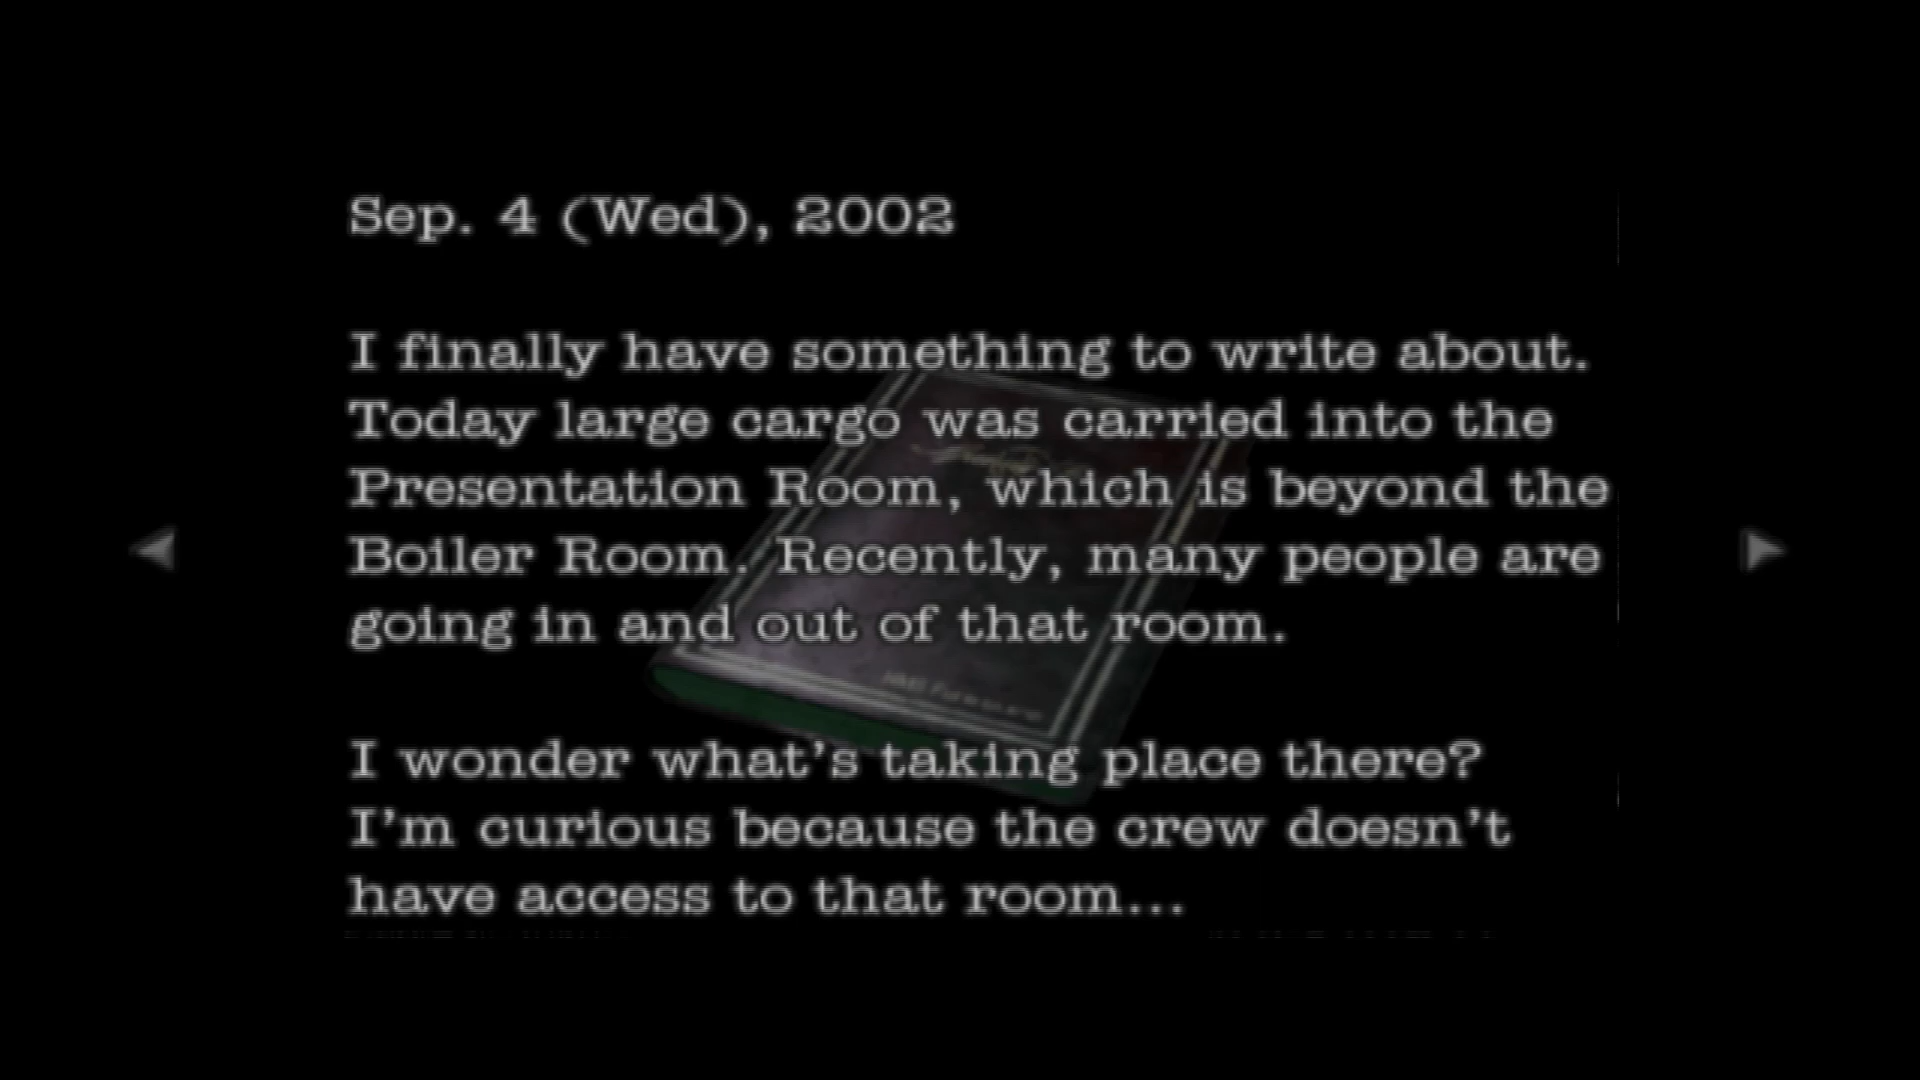 Sep. 4 (Wed), 2002
I finally have something to write about.
Today large cargo was carried into the
Presentation Room, which is beyond the
Boiler Room. Recently, many people are
going in and out of that room.
I wonder what's taking place there?
I'm curious because the crew doesn't
have access to that room...